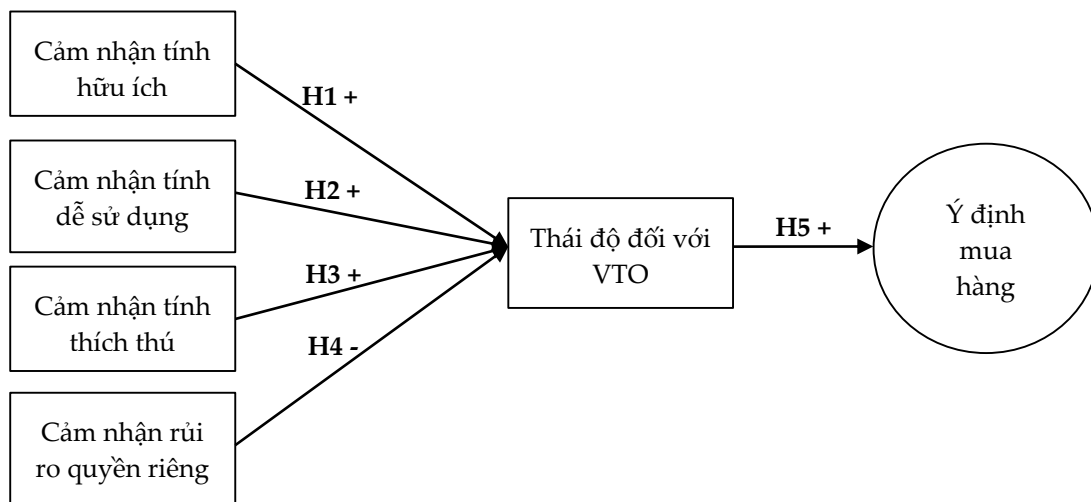 Cảm nhận tính
hữu ích
H1 +
Cảm nhận tính
dễ sử dụng
H2 +
Cảm nhận tính
thích thú
H3 +
Cảm nhận rủi
ro quyền riêng
H4 -
Thái độ đối với
VTO
H5 +
Ý định
mua
hàng